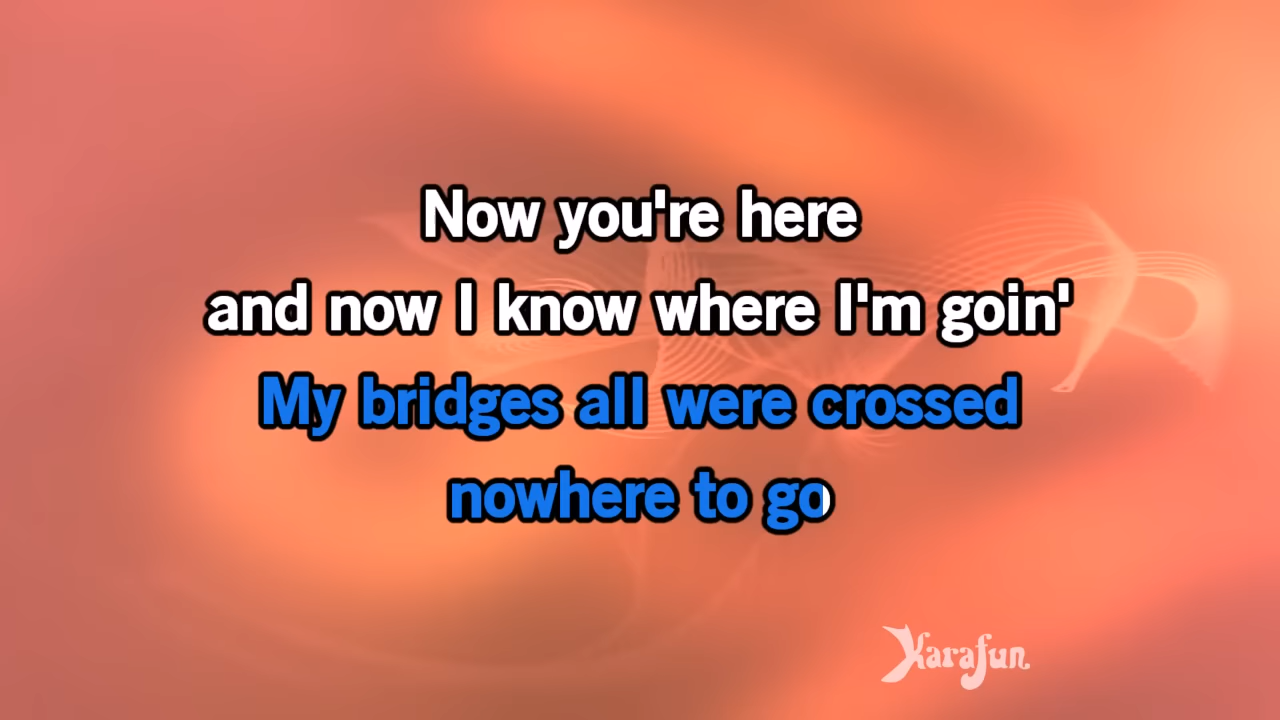 Now you're here
and now I know where I'm goin'
My bridges all were crossed
nowhere to go
Karafun